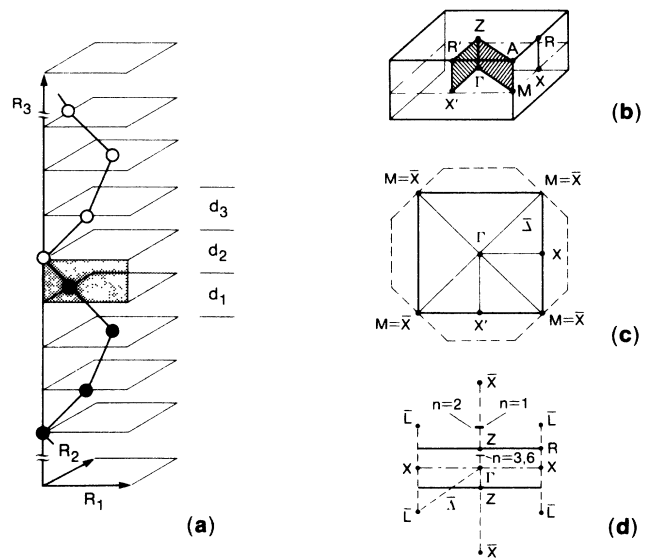 (a)
R₃
d₃
d₂
d₁
R₂
R₁
(b)
Z
R′
A
R
Γ
X
X′
M
(c)
M=X̄
M=X̄
Δ̄
Γ
X
M=X̄
X′
M=X̄
(d)
X̄
n=2
n=1
L̄
L̄
Z
R
n=3,6
X
X
Γ
Δ̄
Z
L̄
L̄
X̄